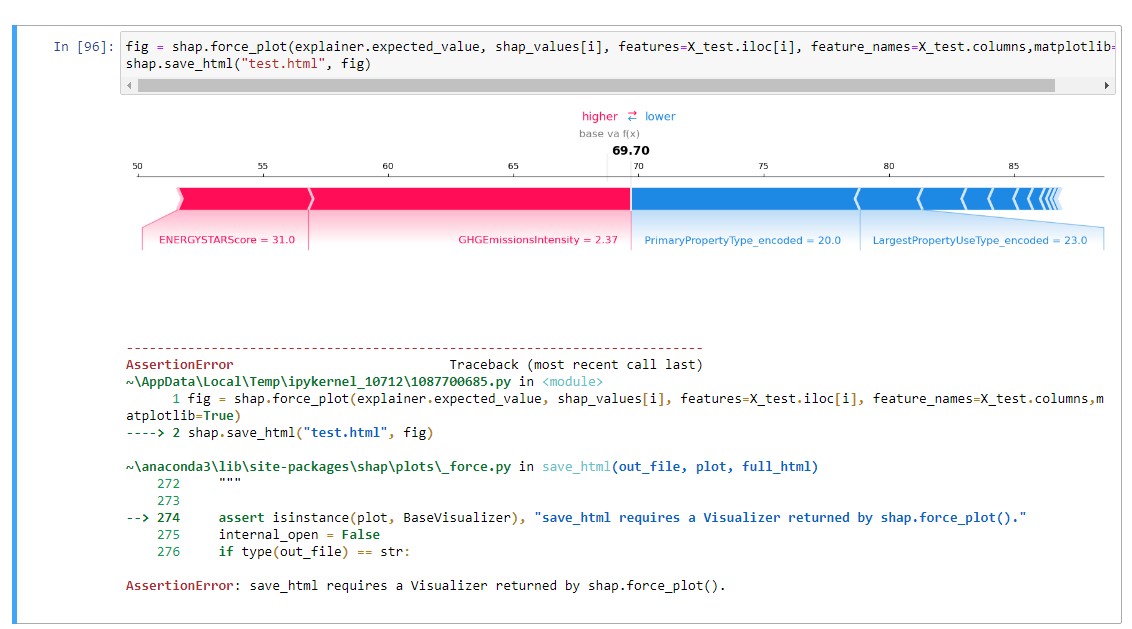 In [96]: fig = shap.force_plot(explainer.expected_value, shap_values[i], features=X_test.iloc[i], feature_names=X_test.columns,matplotlib=
shap.save_html("test.html", fig)
higher ⇄ lower
base va f(x)
69.70
50 55 60 65 70 75 80 85
ENERGYSTARScore = 31.0 GHGEmissionsIntensity = 2.37 PrimaryPropertyType_encoded = 20.0 LargestPropertyUseType_encoded = 23.0
---------------------------------------------------------------------------
AssertionError Traceback (most recent call last)
~\AppData\Local\Temp\ipykernel_10712\1087700685.py in <module>
1 fig = shap.force_plot(explainer.expected_value, shap_values[i], features=X_test.iloc[i], feature_names=X_test.columns,m
atplotlib=True)
----> 2 shap.save_html("test.html", fig)
~\anaconda3\lib\site-packages\shap\plots\_force.py in save_html(out_file, plot, full_html)
272 """
273
--> 274 assert isinstance(plot, BaseVisualizer), "save_html requires a Visualizer returned by shap.force_plot()."
275 internal_open = False
276 if type(out_file) == str:
AssertionError: save_html requires a Visualizer returned by shap.force_plot().